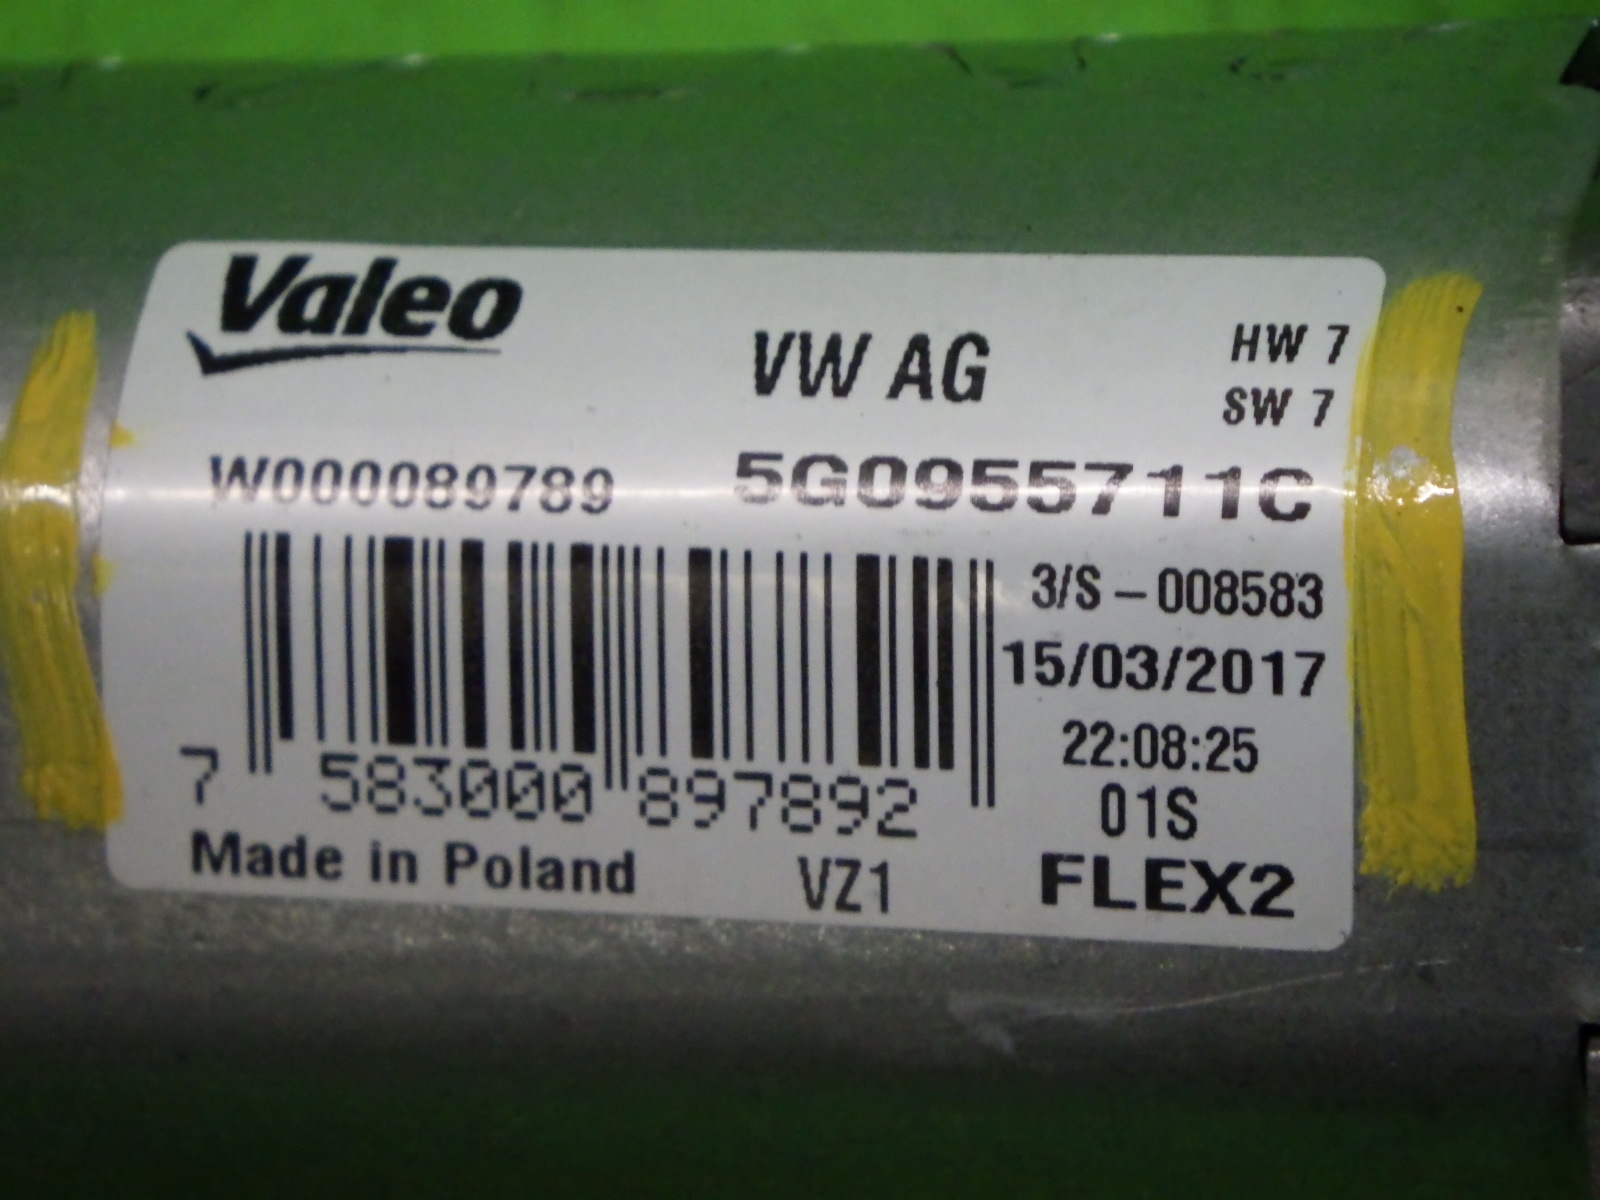 Valeo
VW AG
HW 7
SW 7
W000089789
5G0955711C
3/S - 008583
15/03/2017
22:08:25
01S
7 583000 897892
Made in Poland
VZ1
FLEX2